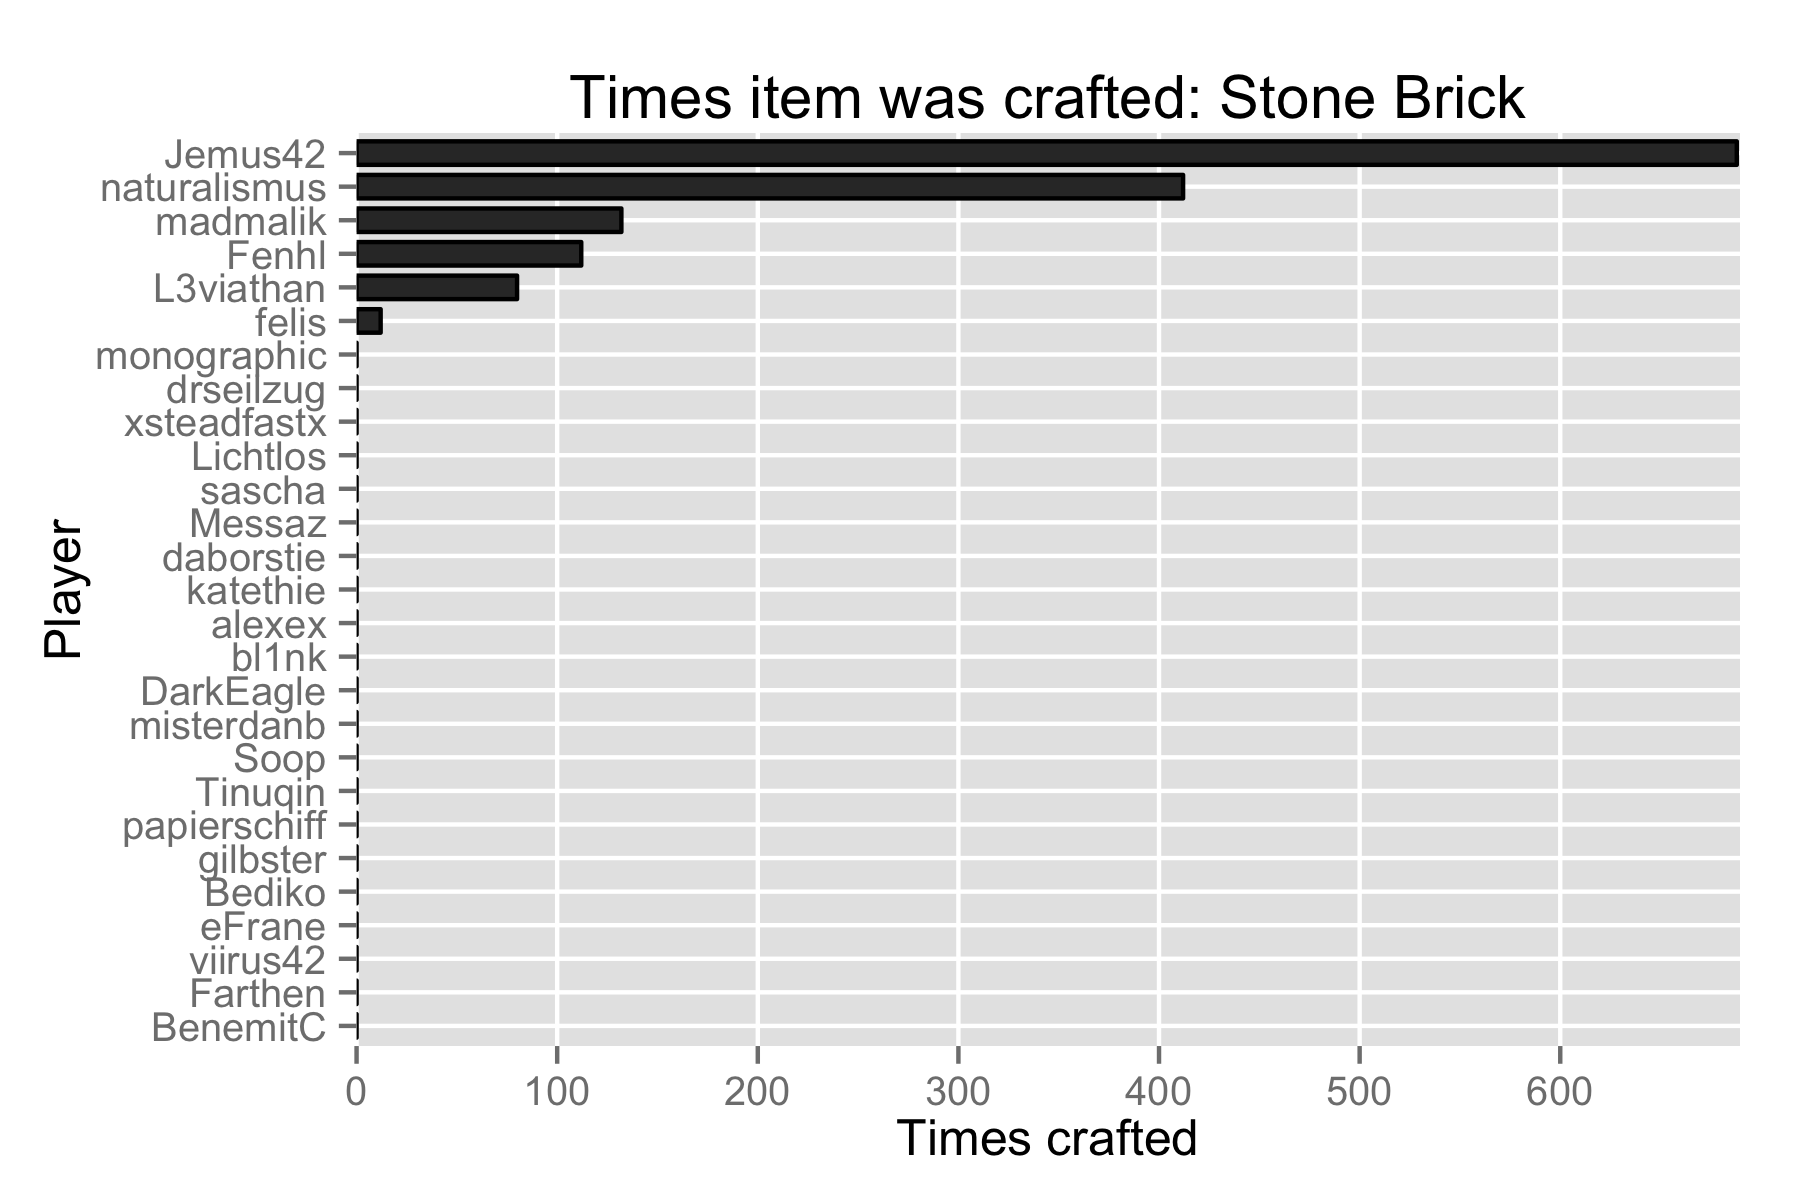 Times item was crafted: Stone Brick
Jemus42
naturalismus
madmalik
Fenhl
L3viathan
felis
monographic
drseilzug
xsteadfastx
Lichtlos
sascha
Messaz
daborstie
katethie
alexex
bl1nk
DarkEagle
misterdanb
Soop
Tinuqin
papierschiff
gilbster
Bediko
eFrane
viirus42
Farthen
BenemitC
Player
0 100 200 300 400 500 600
Times crafted